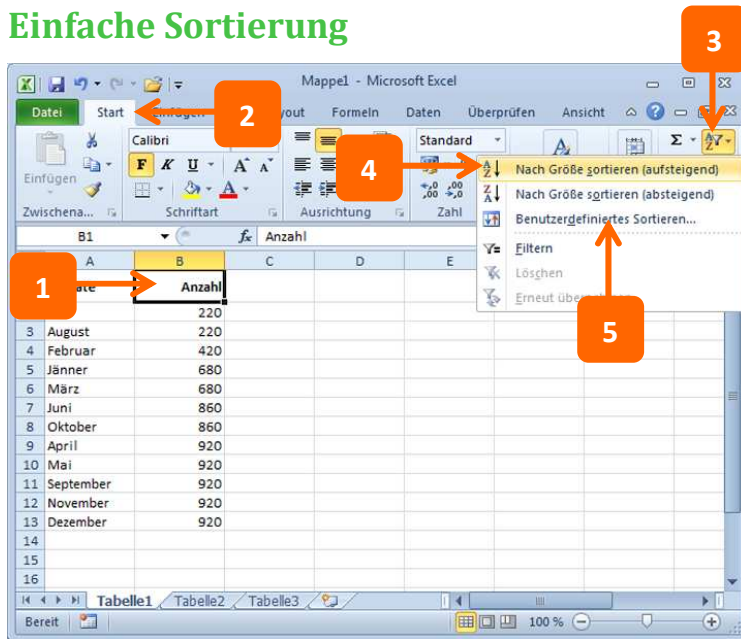 Einfache Sortierung
3
Mappe1 - Microsoft Excel
Datei Start 2 Formeln Daten Überprüfen Ansicht
Calibri Standard Σ
Einfügen F K U A A 4 A
Nach Größe sortieren (aufsteigend)
Nach Größe sortieren (absteigend)
Benutzerdefiniertes Sortieren...
Filtern
Löschen
Erneut
5
Zwischena... Schriftart Ausrichtung Zahl
B1 fx Anzahl
A B C D E
1 Anzahl
220
3 August 220
4 Februar 420
5 Jänner 680
6 März 680
7 Juni 860
8 Oktober 860
9 April 920
10 Mai 920
11 September 920
12 November 920
13 Dezember 920
14
15
16
Tabelle1 Tabelle2 Tabelle3
Bereit 100 %